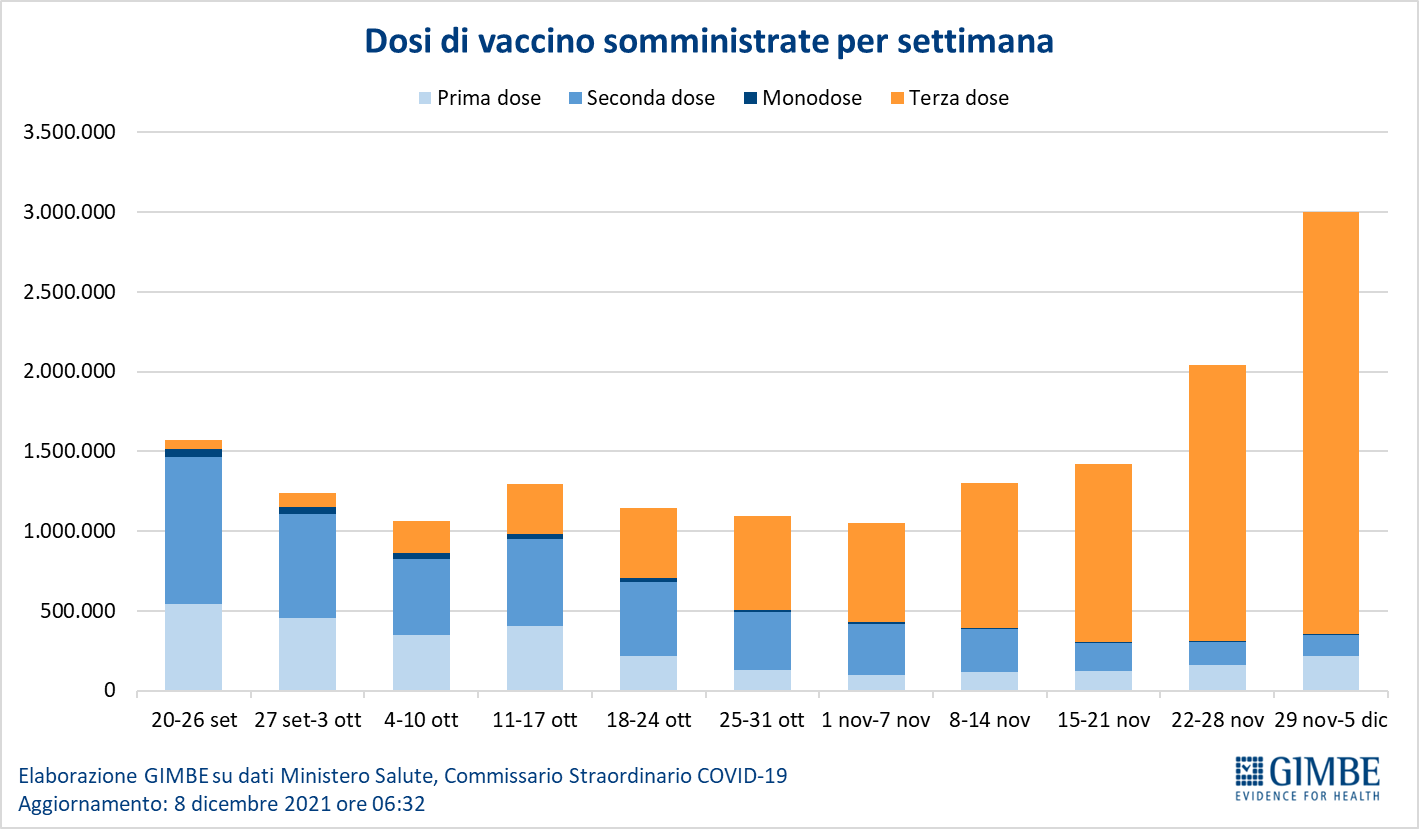 Dosi di vaccino somministrate per settimana
Prima dose Seconda dose Monodose Terza dose
3.500.000
3.000.000
2.500.000
2.000.000
1.500.000
1.000.000
500.000
0
20-26 set 27 set-3 ott 4-10 ott 11-17 ott 18-24 ott 25-31 ott 1 nov-7 nov 8-14 nov 15-21 nov 22-28 nov 29 nov-5 dic
Elaborazione GIMBE su dati Ministero Salute, Commissario Straordinario COVID-19
Aggiornamento: 8 dicembre 2021 ore 06:32
GIMBE
EVIDENCE FOR HEALTH